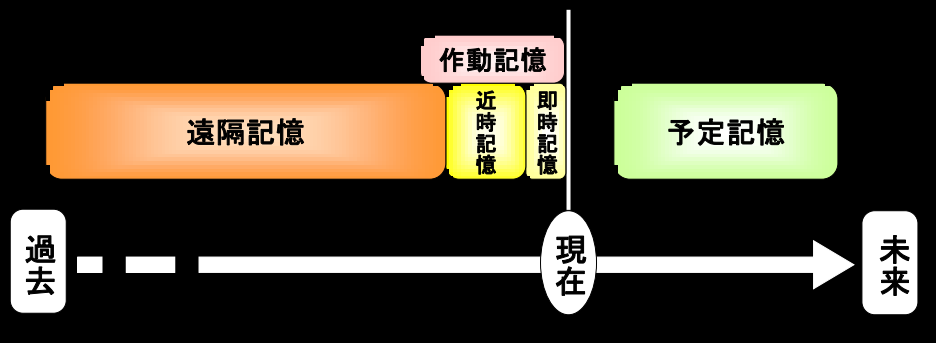 作動記憶
遠隔記憶
近時記憶
即時記憶
予定記憶
過去
現在
未来